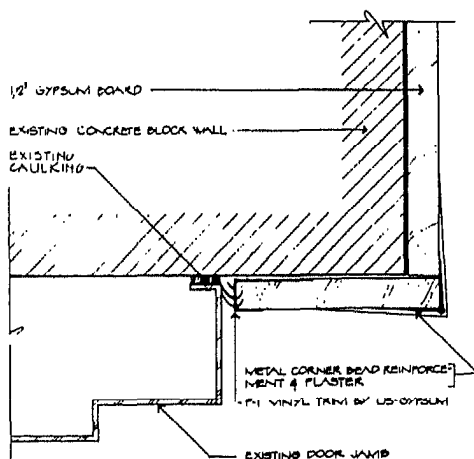 1/2" GYPSUM BOARD
EXISTING CONCRETE BLOCK WALL
EXISTING
CAULKING
METAL CORNER BEAD REINFORCE-
MENT & PLASTER
VINYL TRIM BY US-GYPSUM
EXISTING DOOR JAMB